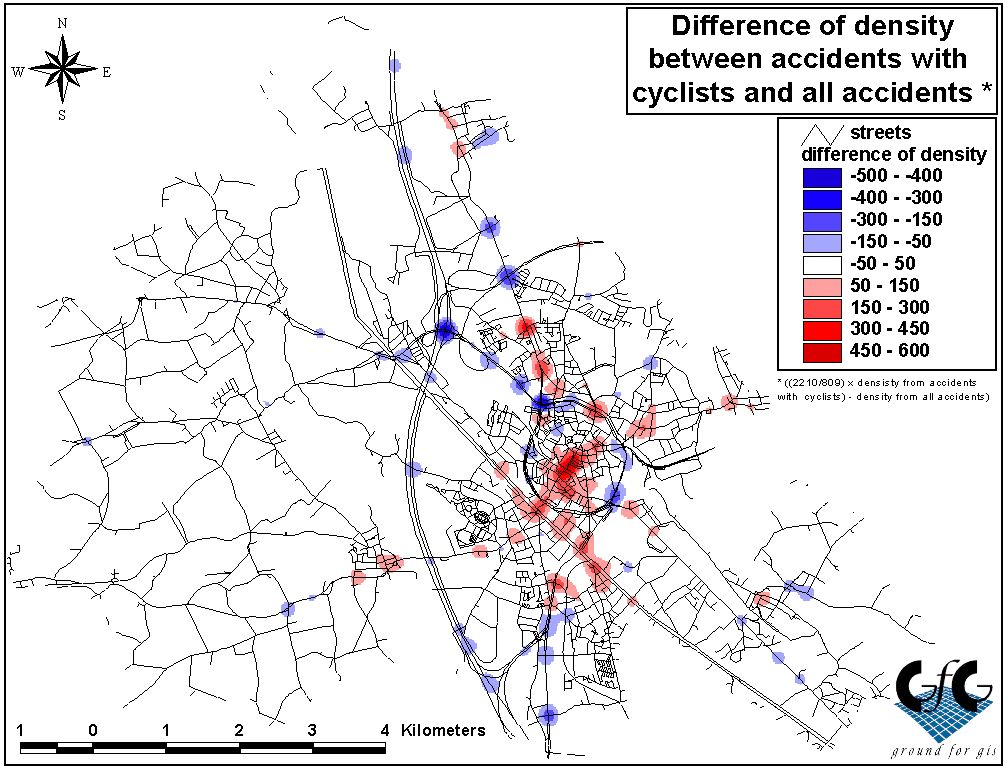 N
W E
S
Difference of density
between accidents with
cyclists and all accidents *
streets
difference of density
-500 - -400
-400 - -300
-300 - -150
-150 - -50
-50 - 50
50 - 150
150 - 300
300 - 450
450 - 600
* ((2210/809) x densisty from accidents
with cyclists) - density from all accidents)
1 0 1 2 3 4 Kilometers
GfG
ground for gis